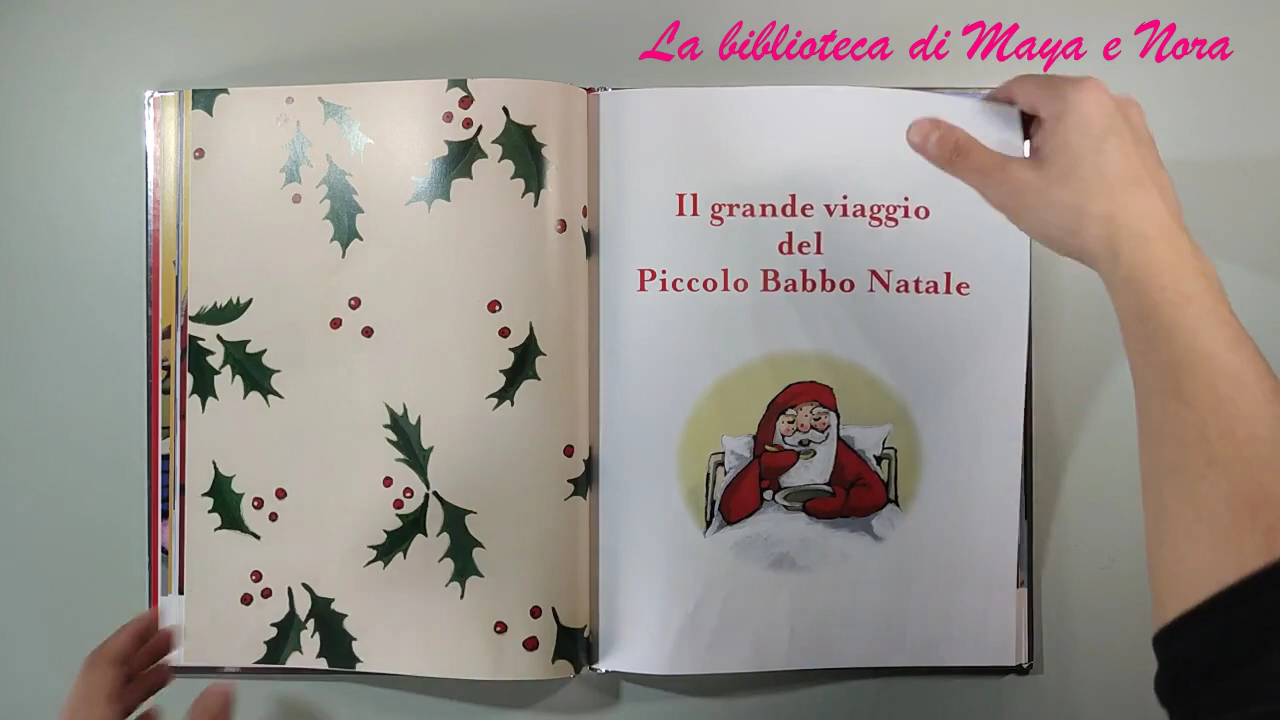 La biblioteca di Maya e Nora
Il grande viaggio
del
Piccolo Babbo Natale